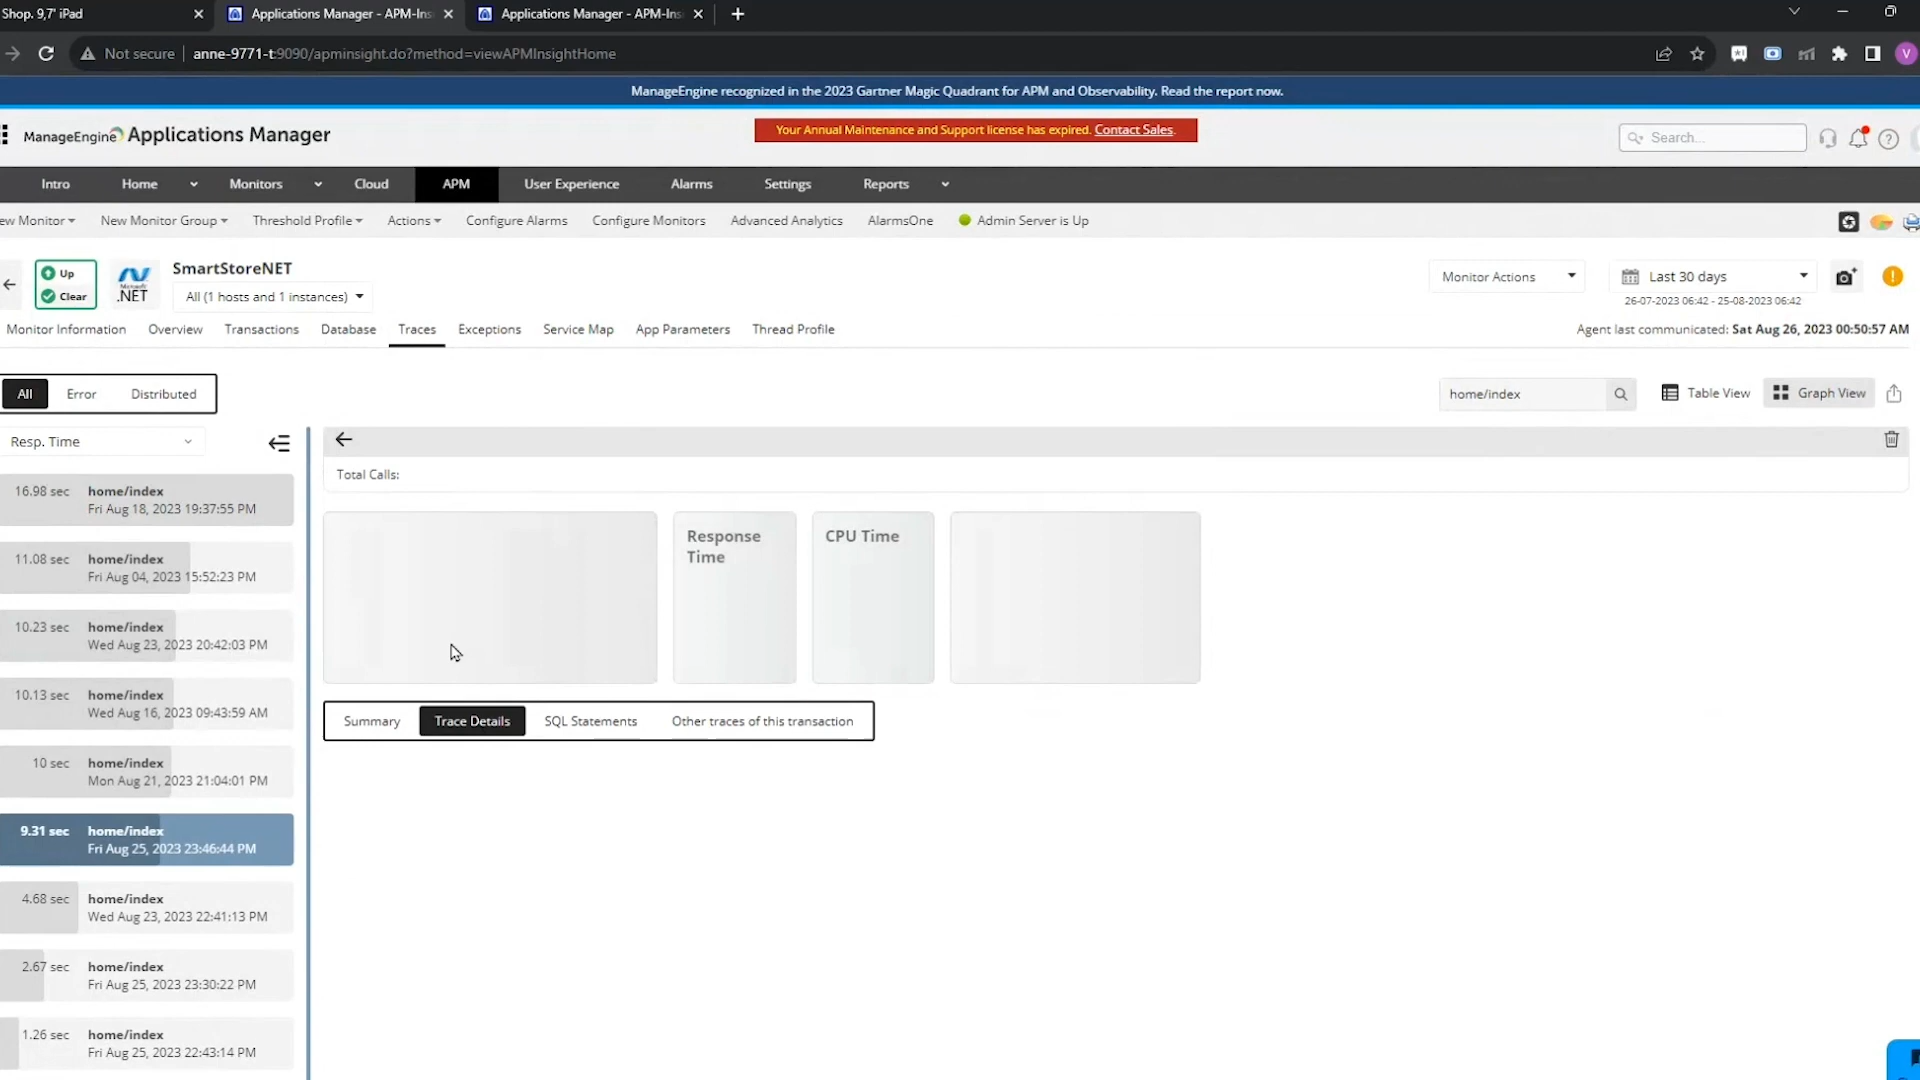 Shop. 9,7' iPad
Applications Manager - APM-Ins
Applications Manager - APM-Ins
Not secure
anne-9771-t:9090/apminsight.do?method=viewAPMInsightHome
V
ManageEngine recognized in the 2023 Gartner Magic Quadrant for APM and Observability. Read the report now.
ManageEngine Applications Manager
Your Annual Maintenance and Support license has expired. Contact Sales.
Search...
Intro Home Monitors Cloud APM User Experience Alarms Settings Reports
ew Monitor New Monitor Group Threshold Profile Actions Configure Alarms Configure Monitors Advanced Analytics AlarmsOne Admin Server is Up
Up
Clear
Microsoft
.NET
SmartStoreNET
All (1 hosts and 1 instances)
Monitor Actions
Last 30 days
26-07-2023 06:42 - 25-08-2023 06:42
Monitor Information Overview Transactions Database Traces Exceptions Service Map App Parameters Thread Profile
Agent last communicated: Sat Aug 26, 2023 00:50:57 AM
All Error Distributed
home/index
Table View
Graph View
Resp. Time
Total Calls:
16.98 sec home/index
Fri Aug 18, 2023 19:37:55 PM
11.08 sec home/index
Fri Aug 04, 2023 15:52:23 PM
10.23 sec home/index
Wed Aug 23, 2023 20:42:03 PM
10.13 sec home/index
Wed Aug 16, 2023 09:43:59 AM
10 sec home/index
Mon Aug 21, 2023 21:04:01 PM
9.31 sec home/index
Fri Aug 25, 2023 23:46:44 PM
4.68 sec home/index
Wed Aug 23, 2023 22:41:13 PM
2.67 sec home/index
Fri Aug 25, 2023 23:30:22 PM
1.26 sec home/index
Fri Aug 25, 2023 22:43:14 PM
Response
Time
CPU Time
Summary Trace Details SQL Statements Other traces of this transaction